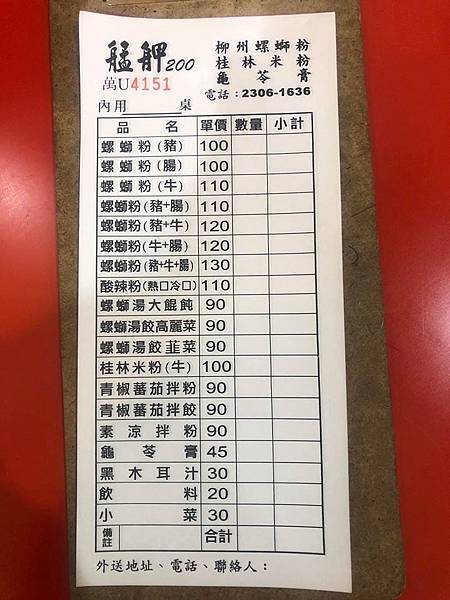 艋舺200
柳州螺螄粉
桂林米粉
龜苓膏
萬U4151
電話：2306-1636
內用　　桌
品名 單價 數量 小計
螺螄粉(豬) 100
螺螄粉(腸) 100
螺螄粉(牛) 110
螺螄粉(豬+腸) 110
螺螄粉(豬+牛) 120
螺螄粉(牛+腸) 120
螺螄粉(豬+牛+腸) 130
酸辣粉(熱□冷□) 110
螺螄湯大餛飩 90
螺螄湯餃高麗菜 90
螺螄湯餃韮菜 90
桂林米粉(牛) 100
青椒蕃茄拌粉 90
青椒蕃茄拌餃 90
素涼拌粉 90
龜苓膏 45
黑木耳汁 30
飲料 20
小菜 30
備註 合計
外送地址、電話、聯絡人：